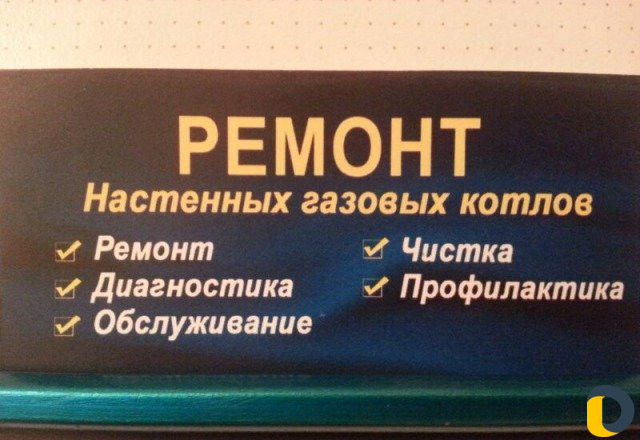 РЕМОНТ
Настенных газовых котлов
Ремонт
Диагностика
Обслуживание
Чистка
Профилактика